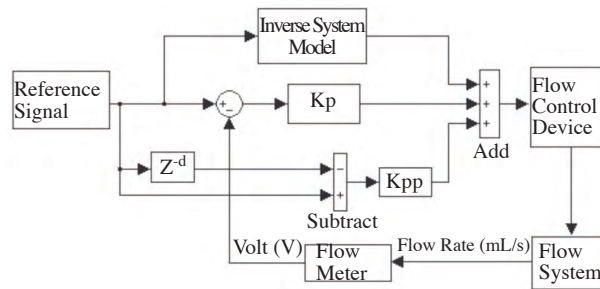 Inverse System
Model
Reference
Signal
+
−
Kp
+
+
+
Add
Flow
Control
Device
Z-d
−
+
Subtract
Kpp
Volt (V)
Flow
Meter
Flow Rate (mL/s)
Flow
System